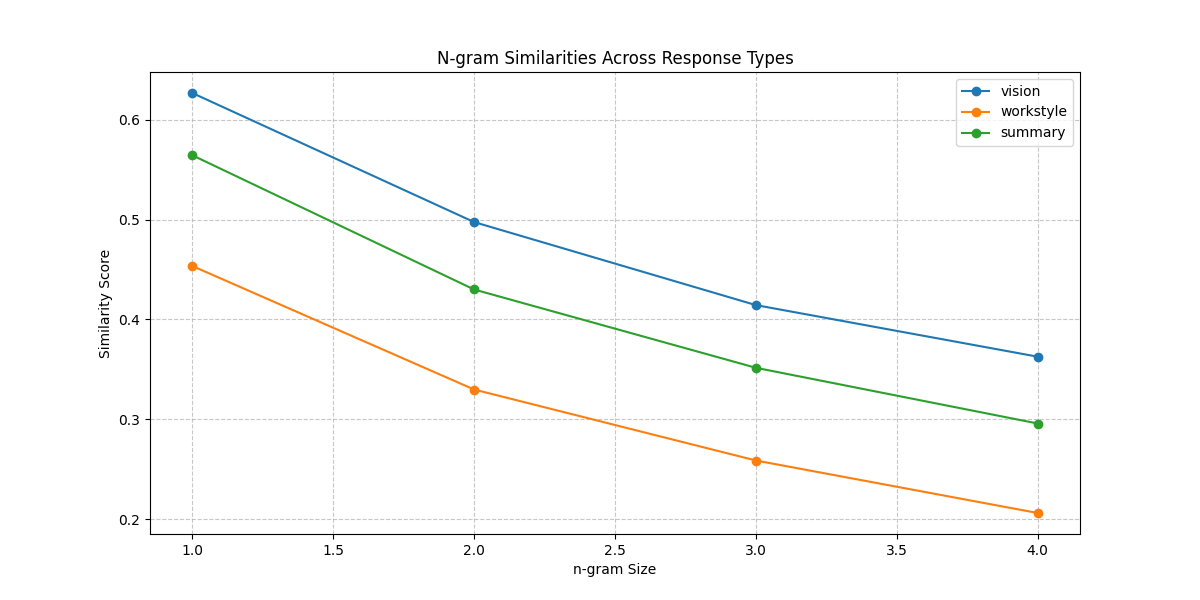 N-gram Similarities Across Response Types
vision
workstyle
summary
Similarity Score
0.6
0.5
0.4
0.3
0.2
1.0 1.5 2.0 2.5 3.0 3.5 4.0
n-gram Size